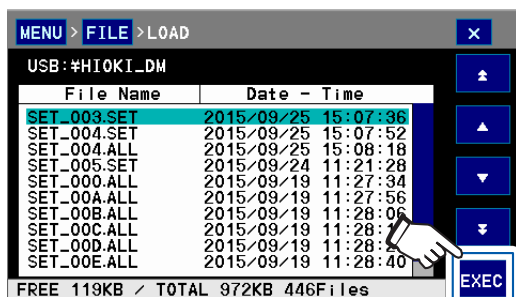 MENU > FILE >LOAD
×
USB:¥HIOKI_DM
File Name Date - Time
SET_003.SET 2015/09/25 15:07:36
SET_004.SET 2015/09/25 15:07:52
SET_004.ALL 2015/09/25 15:08:18
SET_005.SET 2015/09/24 11:21:28
SET_000.ALL 2015/09/19 11:27:34
SET_00A.ALL 2015/09/19 11:27:56
SET_00B.ALL 2015/09/19
SET_00C.ALL 2015/09/19
SET_00D.ALL 2015/09/19
SET_00E.ALL 2015/09/19 11:28:40
EXEC
FREE 119KB / TOTAL 972KB 446Files